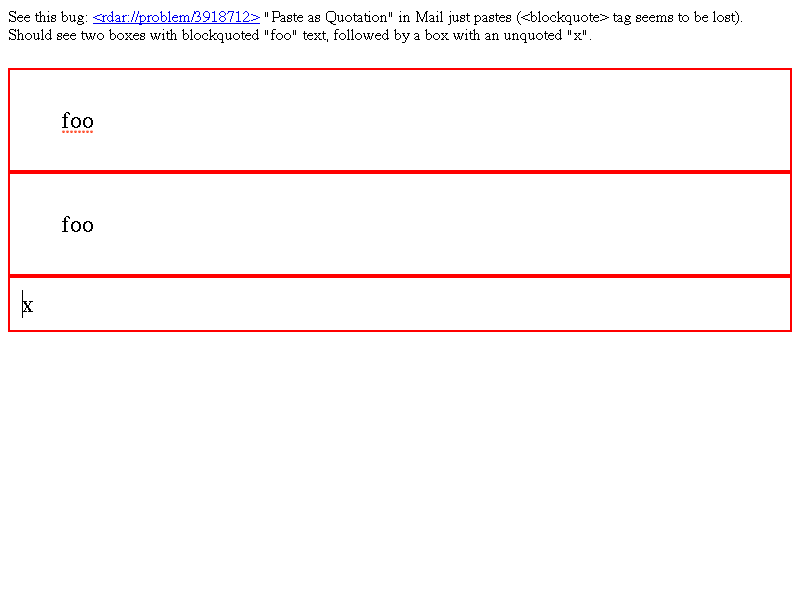 See this bug: <rdar://problem/3918712> "Paste as Quotation" in Mail just pastes (<blockquote> tag seems to be lost).
Should see two boxes with blockquoted "foo" text, followed by a box with an unquoted "x".
foo
foo
x